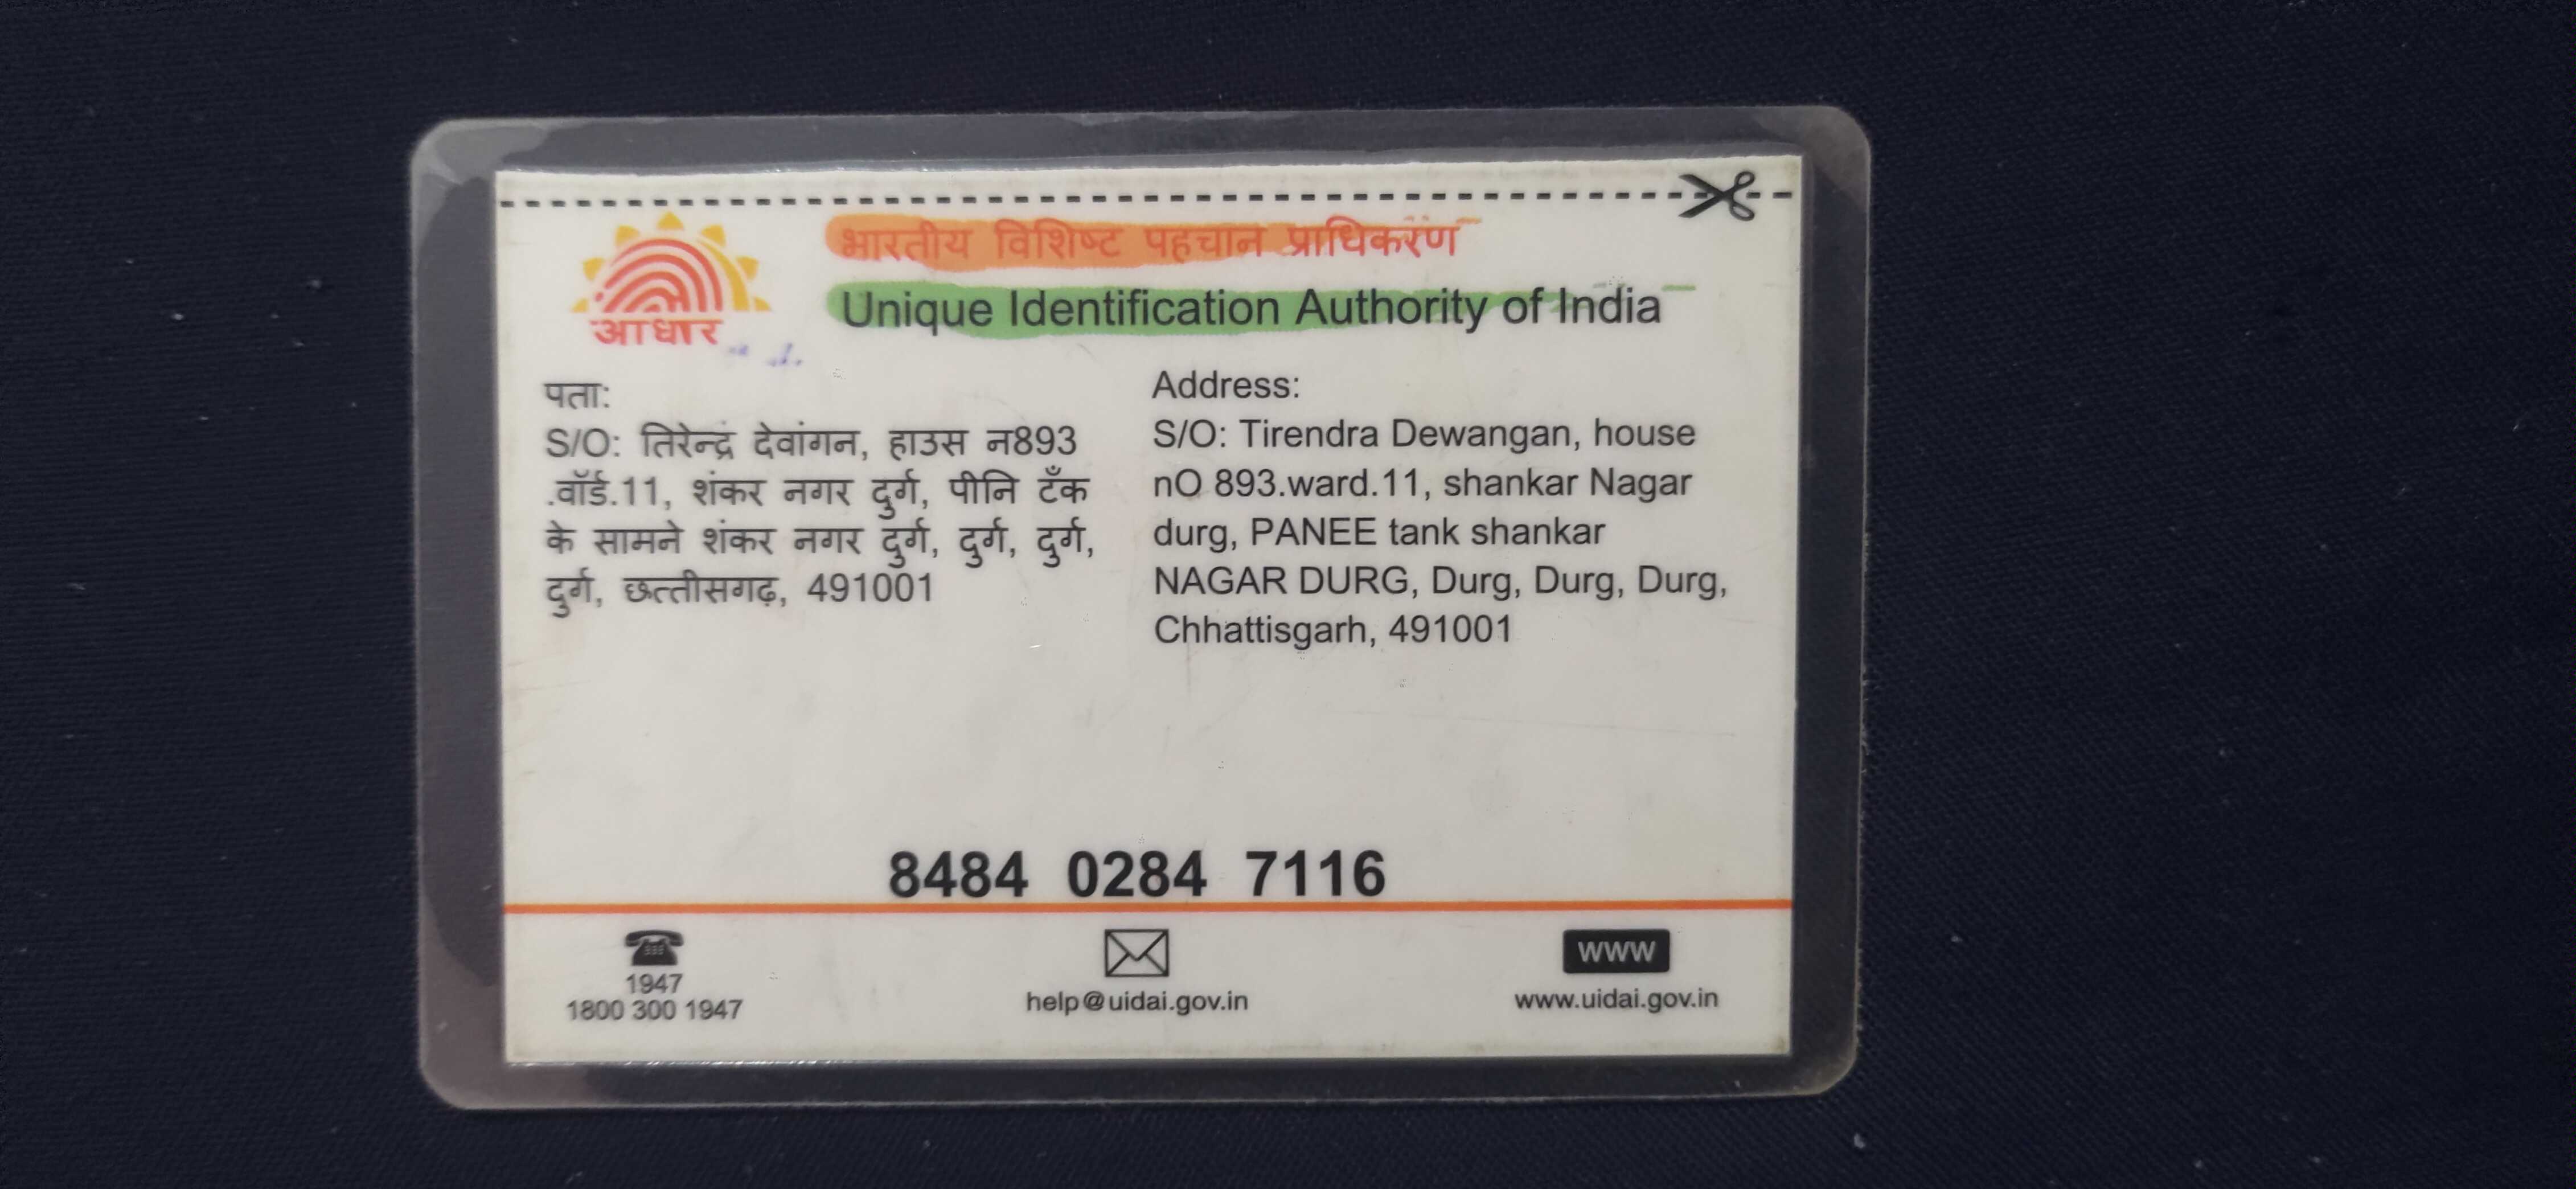 भारतीय विशिष्ट पहचान प्राधिकरण
Unique Identification Authority of India
आधार
पता:
S/O: तिरेन्द्र देवांगन, हाउस न893
.वॉर्ड.11, शंकर नगर दुर्ग, पीनि टँक
के सामने शंकर नगर दुर्ग, दुर्ग, दुर्ग,
दुर्ग, छत्तीसगढ़, 491001
Address:
S/O: Tirendra Dewangan, house
nO 893.ward.11, shankar Nagar
durg, PANEE tank shankar
NAGAR DURG, Durg, Durg, Durg,
Chhattisgarh, 491001
8484 0284 7116
1947
1800 300 1947
help@uidai.gov.in
www
www.uidai.gov.in